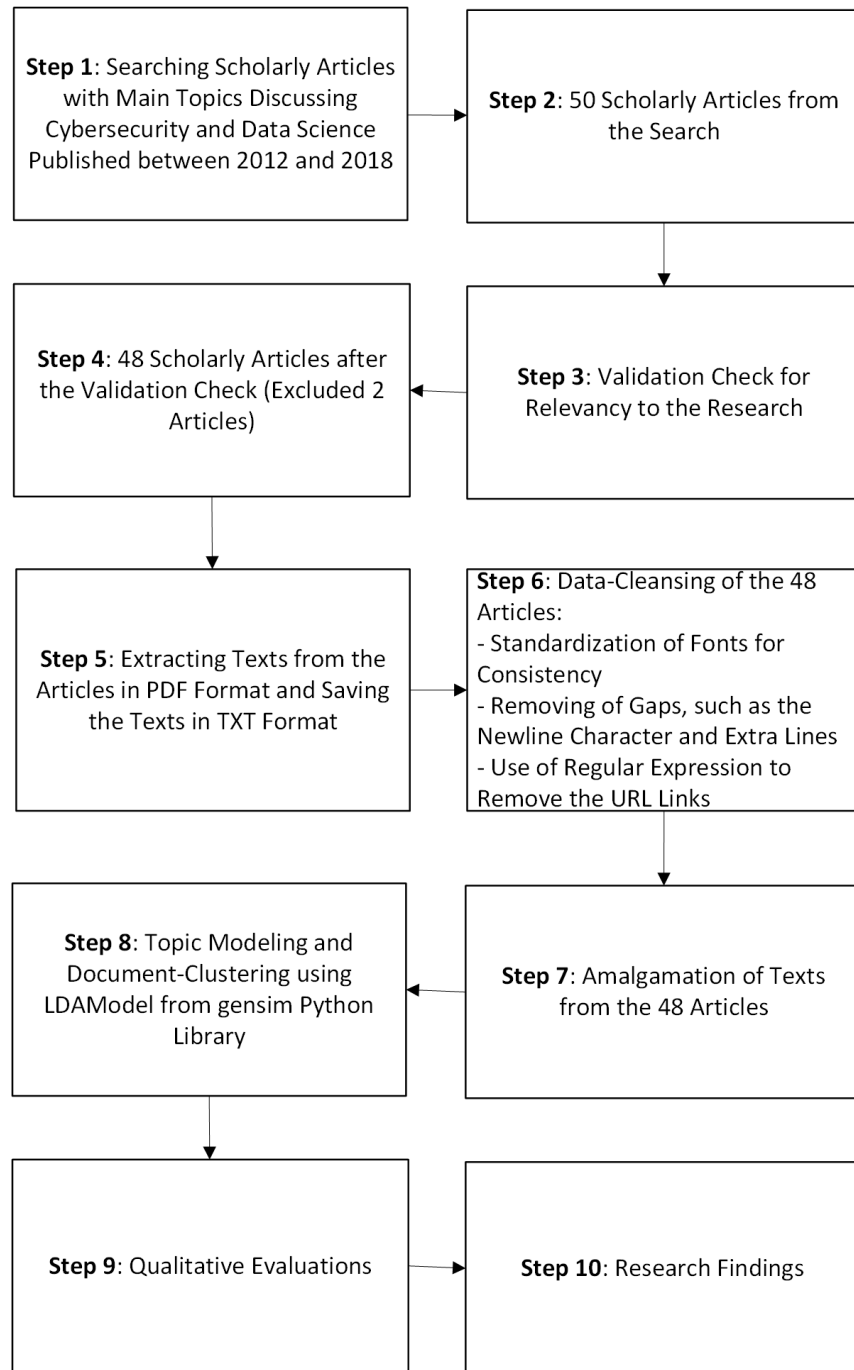 Step 1: Searching Scholarly Articles
with Main Topics Discussing
Cybersecurity and Data Science
Published between 2012 and 2018
Step 2: 50 Scholarly Articles from
the Search
Step 3: Validation Check for
Relevancy to the Research
Step 4: 48 Scholarly Articles after
the Validation Check (Excluded 2
Articles)
Step 5: Extracting Texts from the
Articles in PDF Format and Saving
the Texts in TXT Format
Step 6: Data-Cleansing of the 48
Articles:
- Standardization of Fonts for
Consistency
- Removing of Gaps, such as the
Newline Character and Extra Lines
- Use of Regular Expression to
Remove the URL Links
Step 7: Amalgamation of Texts
from the 48 Articles
Step 8: Topic Modeling and
Document-Clustering using
LDAModel from gensim Python
Library
Step 9: Qualitative Evaluations
Step 10: Research Findings